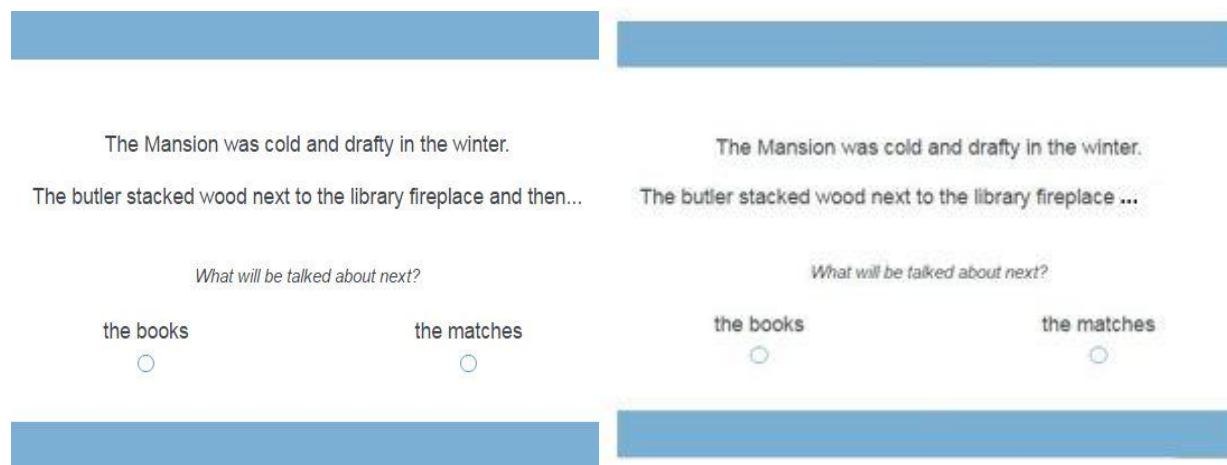 The Mansion was cold and drafty in the winter.
The butler stacked wood next to the library fireplace and then...
What will be talked about next?
the books
the matches
The Mansion was cold and drafty in the winter.
The butler stacked wood next to the library fireplace ...
What will be talked about next?
the books
the matches